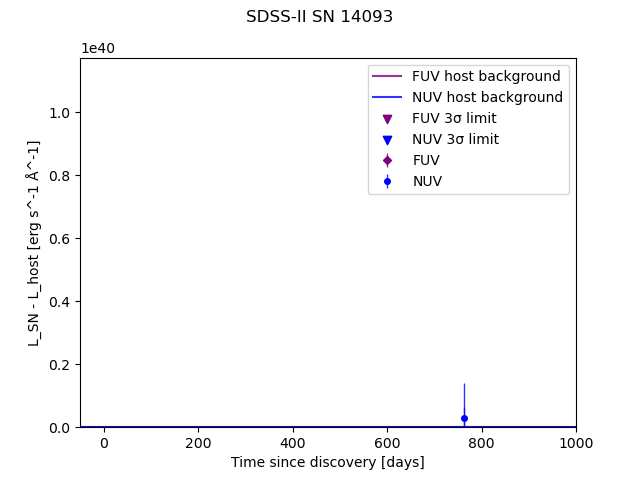 SDSS-II SN 14093
1e40
FUV host background
NUV host background
FUV 3σ limit
NUV 3σ limit
FUV
NUV
L_SN - L_host [erg s^-1 Å^-1]
1.0
0.8
0.6
0.4
0.2
0.0
0 200 400 600 800 1000
Time since discovery [days]